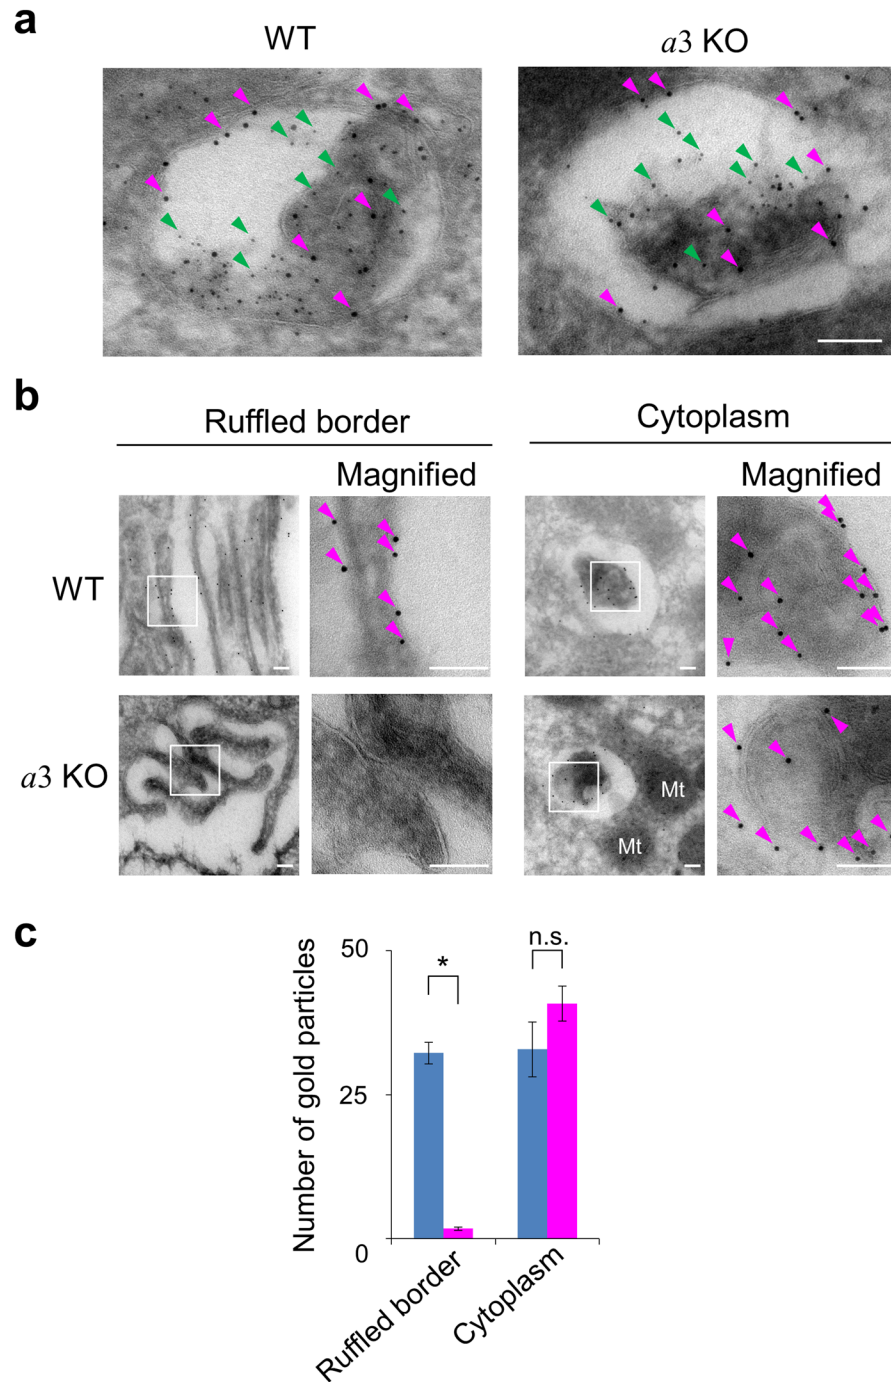 a
WT
a3 KO
b
Ruffled border
Cytoplasm
Magnified
Magnified
WT
a3 KO
Mt
Mt
c
Number of gold particles
50
25
0
*
n.s.
Ruffled border
Cytoplasm